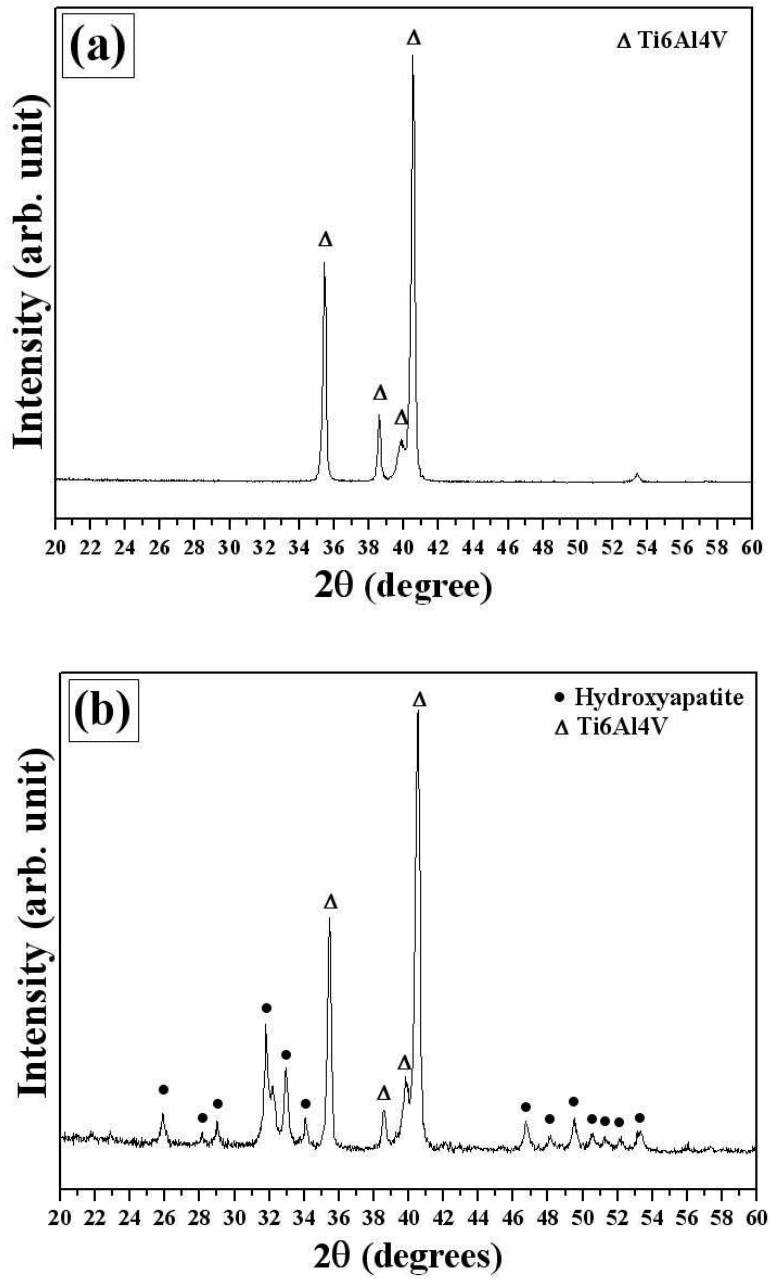 (a)
Δ Ti6Al4V
Δ
Δ
Δ
Δ
Intensity (arb. unit)
20 22 24 26 28 30 32 34 36 38 40 42 44 46 48 50 52 54 56 58 60
2θ (degree)
(b)
• Hydroxyapatite
Δ Ti6Al4V
Δ
Δ
Δ
Δ
Intensity (arb. unit)
20 22 24 26 28 30 32 34 36 38 40 42 44 46 48 50 52 54 56 58 60
2θ (degrees)